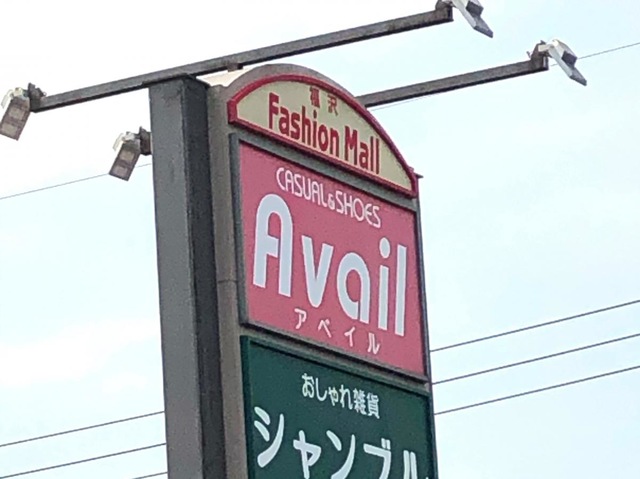 福沢
Fashion Mall
CASUAL & SHOES
Avail
アベイル
おしゃれ雑貨
シャンブル